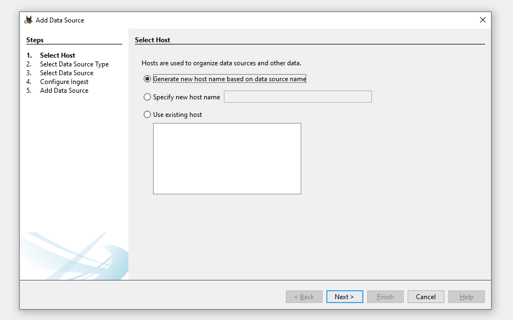 Add Data Source
Steps
1. Select Host
2. Select Data Source Type
3. Select Data Source
4. Configure Ingest
5. Add Data Source
Select Host
Hosts are used to organize data sources and other data.
Generate new host name based on data source name
Specify new host name
Use existing host
< Back
Next >
Finish
Cancel
Help